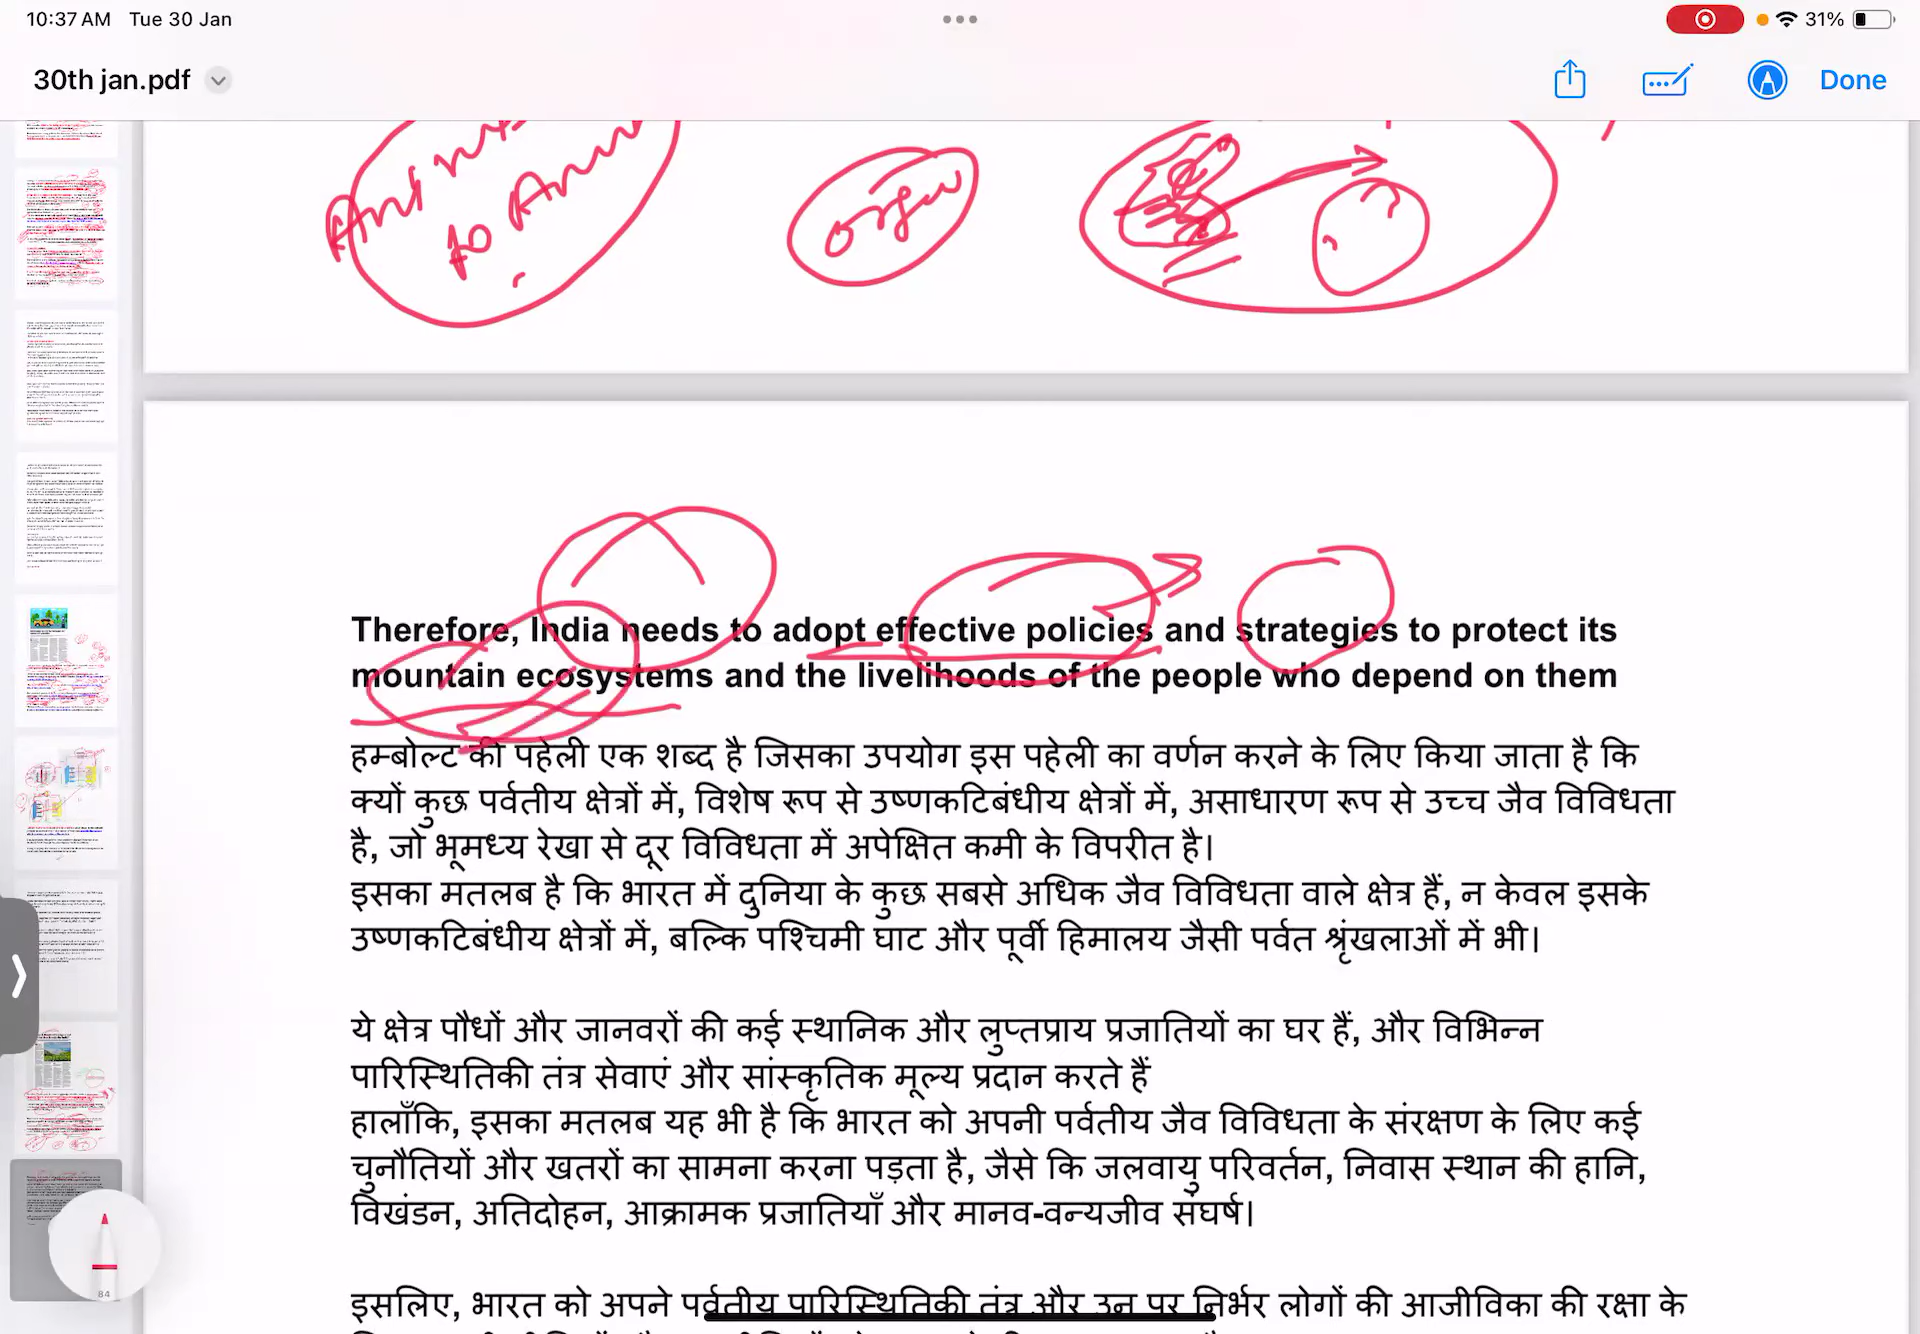 10:37 AM Tue 30 Jan
31%
30th jan.pdf
Done
to
Therefore, India needs to adopt effective policies and strategies to protect its
mountain ecosystems and the livelihoods of the people who depend on them
हम्बोल्ट की पहेली एक शब्द है जिसका उपयोग इस पहेली का वर्णन करने के लिए किया जाता है कि
क्यों कुछ पर्वतीय क्षेत्रों में, विशेष रूप से उष्णकटिबंधीय क्षेत्रों में, असाधारण रूप से उच्च जैव विविधता
है, जो भूमध्य रेखा से दूर विविधता में अपेक्षित कमी के विपरीत है।
इसका मतलब है कि भारत में दुनिया के कुछ सबसे अधिक जैव विविधता वाले क्षेत्र हैं, न केवल इसके
उष्णकटिबंधीय क्षेत्रों में, बल्कि पश्चिमी घाट और पूर्वी हिमालय जैसी पर्वत श्रृंखलाओं में भी।
ये क्षेत्र पौधों और जानवरों की कई स्थानिक और लुप्तप्राय प्रजातियों का घर हैं, और विभिन्न
पारिस्थितिकी तंत्र सेवाएं और सांस्कृतिक मूल्य प्रदान करते हैं
हालाँकि, इसका मतलब यह भी है कि भारत को अपनी पर्वतीय जैव विविधता के संरक्षण के लिए कई
चुनौतियों और खतरों का सामना करना पड़ता है, जैसे कि जलवायु परिवर्तन, निवास स्थान की हानि,
विखंडन, अतिदोहन, आक्रामक प्रजातियाँ और मानव-वन्यजीव संघर्ष।
इसलिए, भारत को अपने पर्वतीय पारिस्थितिकी तंत्र और उन पर निर्भर लोगों की आजीविका की रक्षा के
84